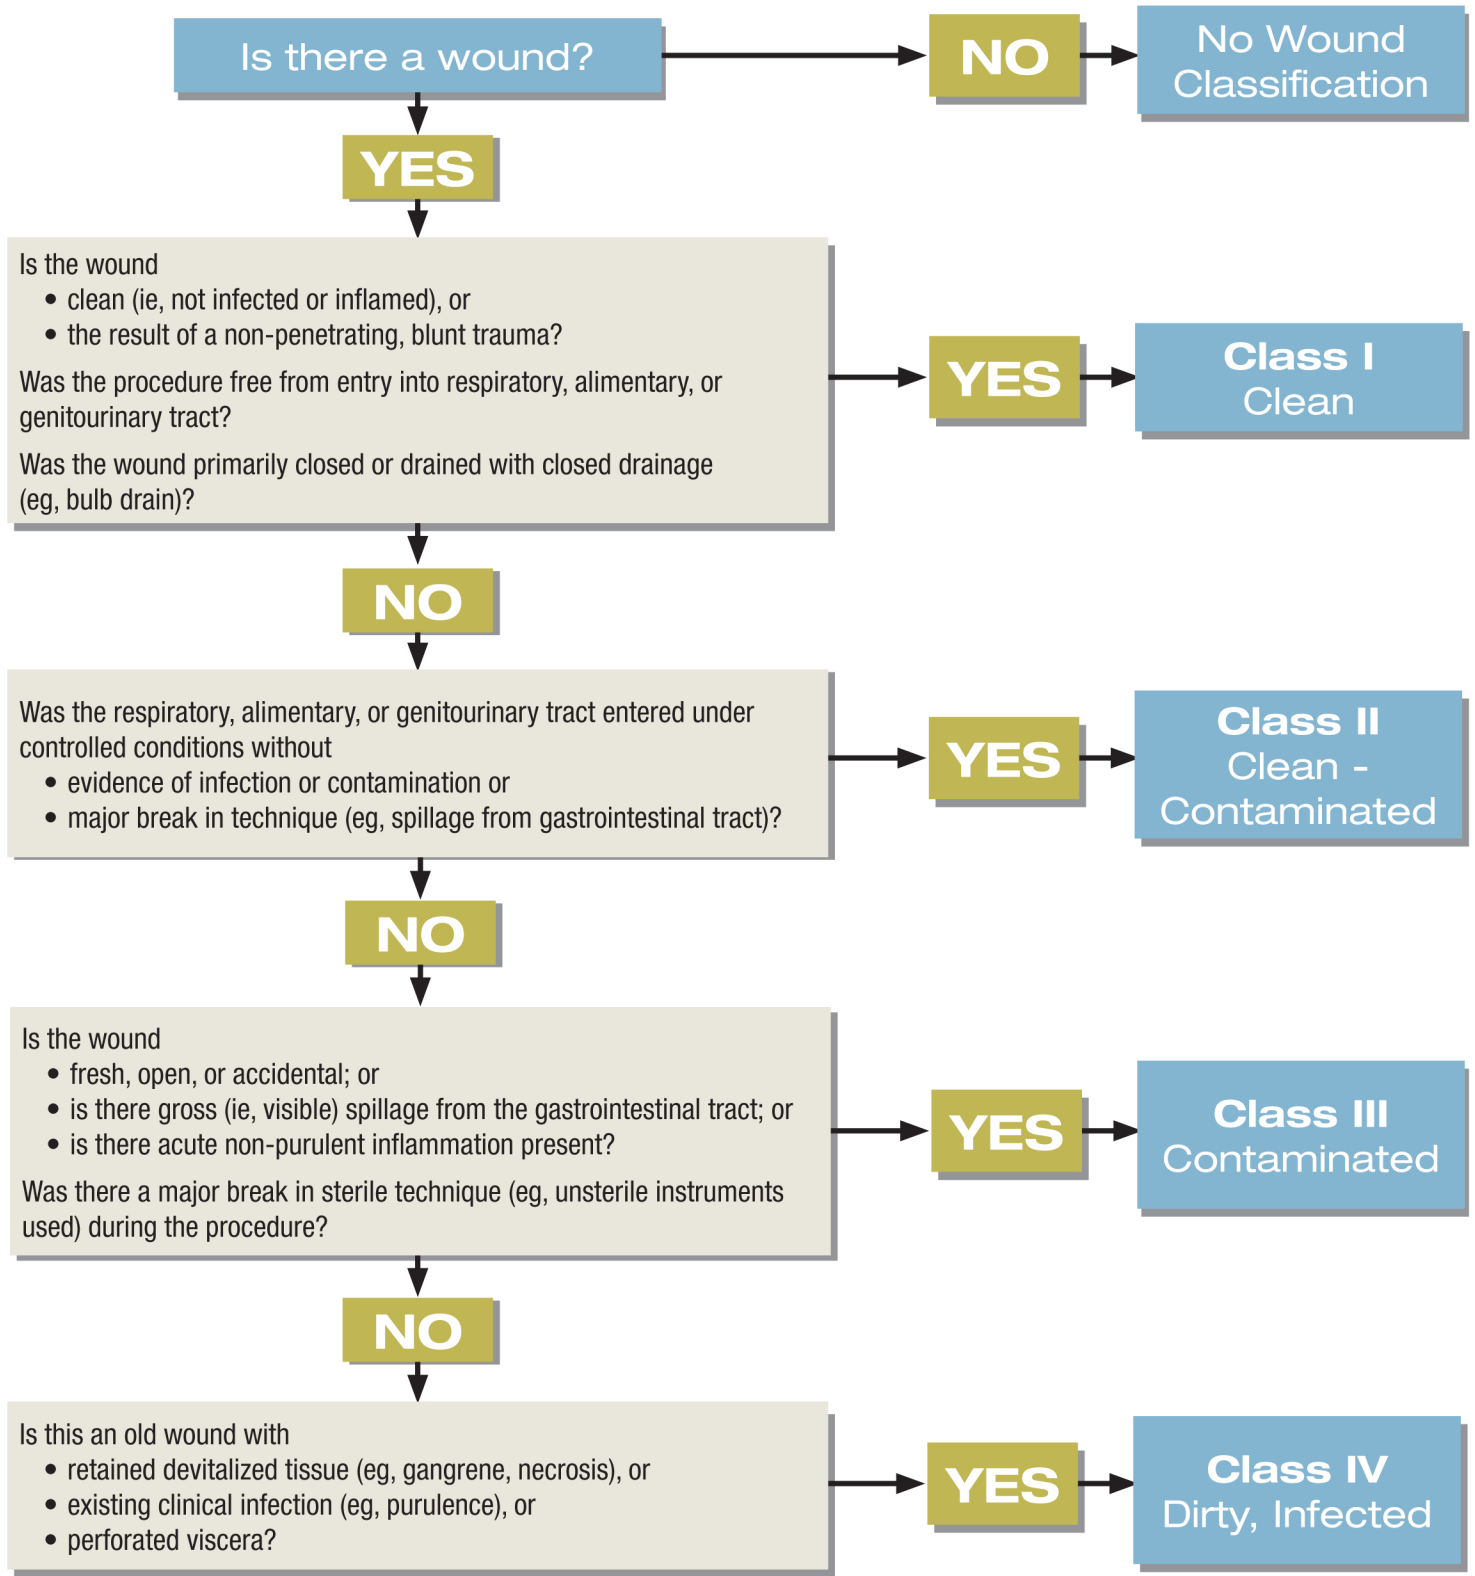 Is there a wound?
NO
No Wound
Classification
YES
Is the wound
• clean (ie, not infected or inflamed), or
• the result of a non-penetrating, blunt trauma?
Was the procedure free from entry into respiratory, alimentary, or
genitourinary tract?
Was the wound primarily closed or drained with closed drainage
(eg, bulb drain)?
YES
Class I
Clean
NO
Was the respiratory, alimentary, or genitourinary tract entered under
controlled conditions without
• evidence of infection or contamination or
• major break in technique (eg, spillage from gastrointestinal tract)?
YES
Class II
Clean -
Contaminated
NO
Is the wound
• fresh, open, or accidental; or
• is there gross (ie, visible) spillage from the gastrointestinal tract; or
• is there acute non-purulent inflammation present?
Was there a major break in sterile technique (eg, unsterile instruments
used) during the procedure?
YES
Class III
Contaminated
NO
Is this an old wound with
• retained devitalized tissue (eg, gangrene, necrosis), or
• existing clinical infection (eg, purulence), or
• perforated viscera?
YES
Class IV
Dirty, Infected